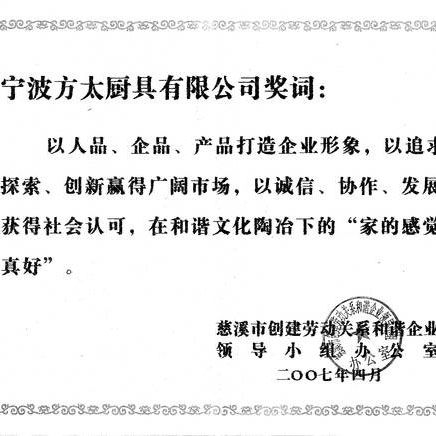 宁波方太厨具有限公司奖词：
以人品、企品、产品打造企业形象，以追求
探索、创新赢得广阔市场，以诚信、协作、发展
获得社会认可，在和谐文化陶冶下的“家的感觉
真好”。
慈溪市创建劳动关系和谐企业
领导小组办公室
二〇〇七年四月
办公室